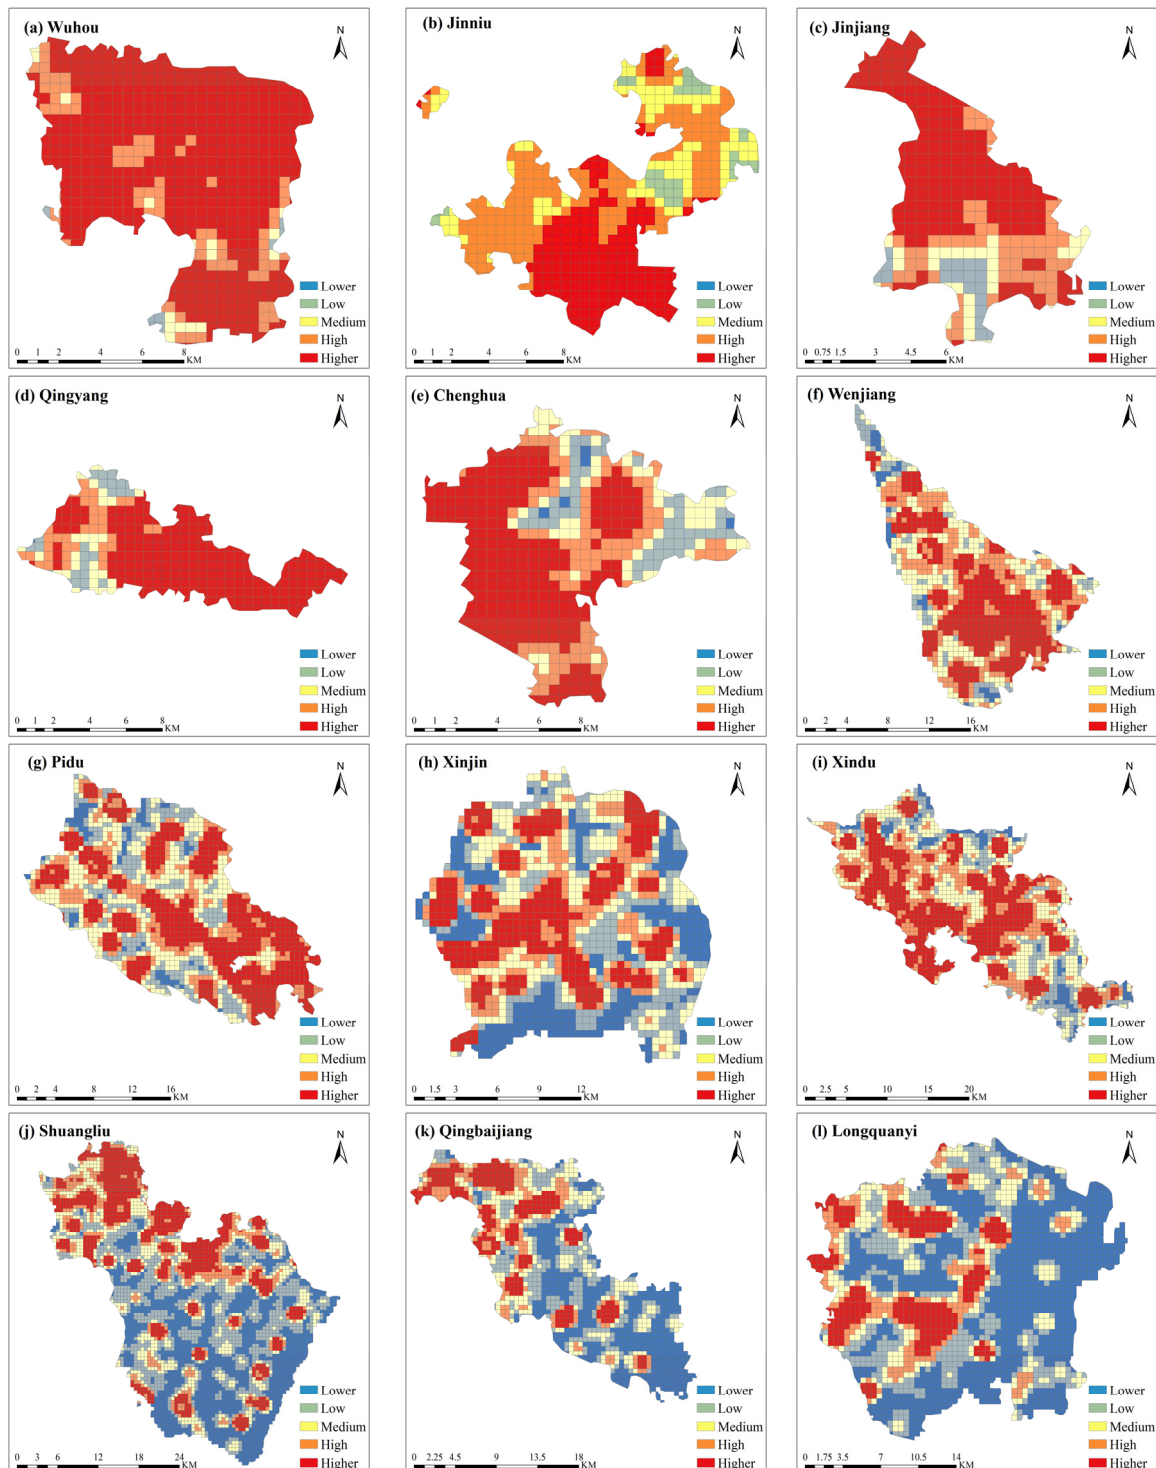 (a) Wuhou
N
Lower
Low
Medium
High
Higher
0 1 2 4 6 8
KM
(b) Jinniu
N
Lower
Low
Medium
High
Higher
0 1 2 4 6 8
KM
(c) Jinjiang
N
Lower
Low
Medium
High
Higher
0 0.75 1.5 3 4.5 6
KM
(d) Qingyang
N
Lower
Low
Medium
High
Higher
0 1 2 4 6 8
KM
(e) Chenghua
N
Lower
Low
Medium
High
Higher
0 1 2 4 6 8
KM
(f) Wenjiang
N
Lower
Low
Medium
High
Higher
0 2 4 8 12 16
KM
(g) Pidu
N
Lower
Low
Medium
High
Higher
0 2 4 8 12 16
KM
(h) Xinjin
N
Lower
Low
Medium
High
Higher
0 1.5 3 6 9 12
KM
(i) Xindu
N
Lower
Low
Medium
High
Higher
0 2.5 5 10 15 20
KM
(j) Shuangliu
N
Lower
Low
Medium
High
Higher
0 3 6 12 18 24
KM
(k) Qingbaijiang
N
Lower
Low
Medium
High
Higher
0 2.25 4.5 9 13.5 18
KM
(l) Longquanyi
N
Lower
Low
Medium
High
Higher
0 1.75 3.5 7 10.5 14
KM